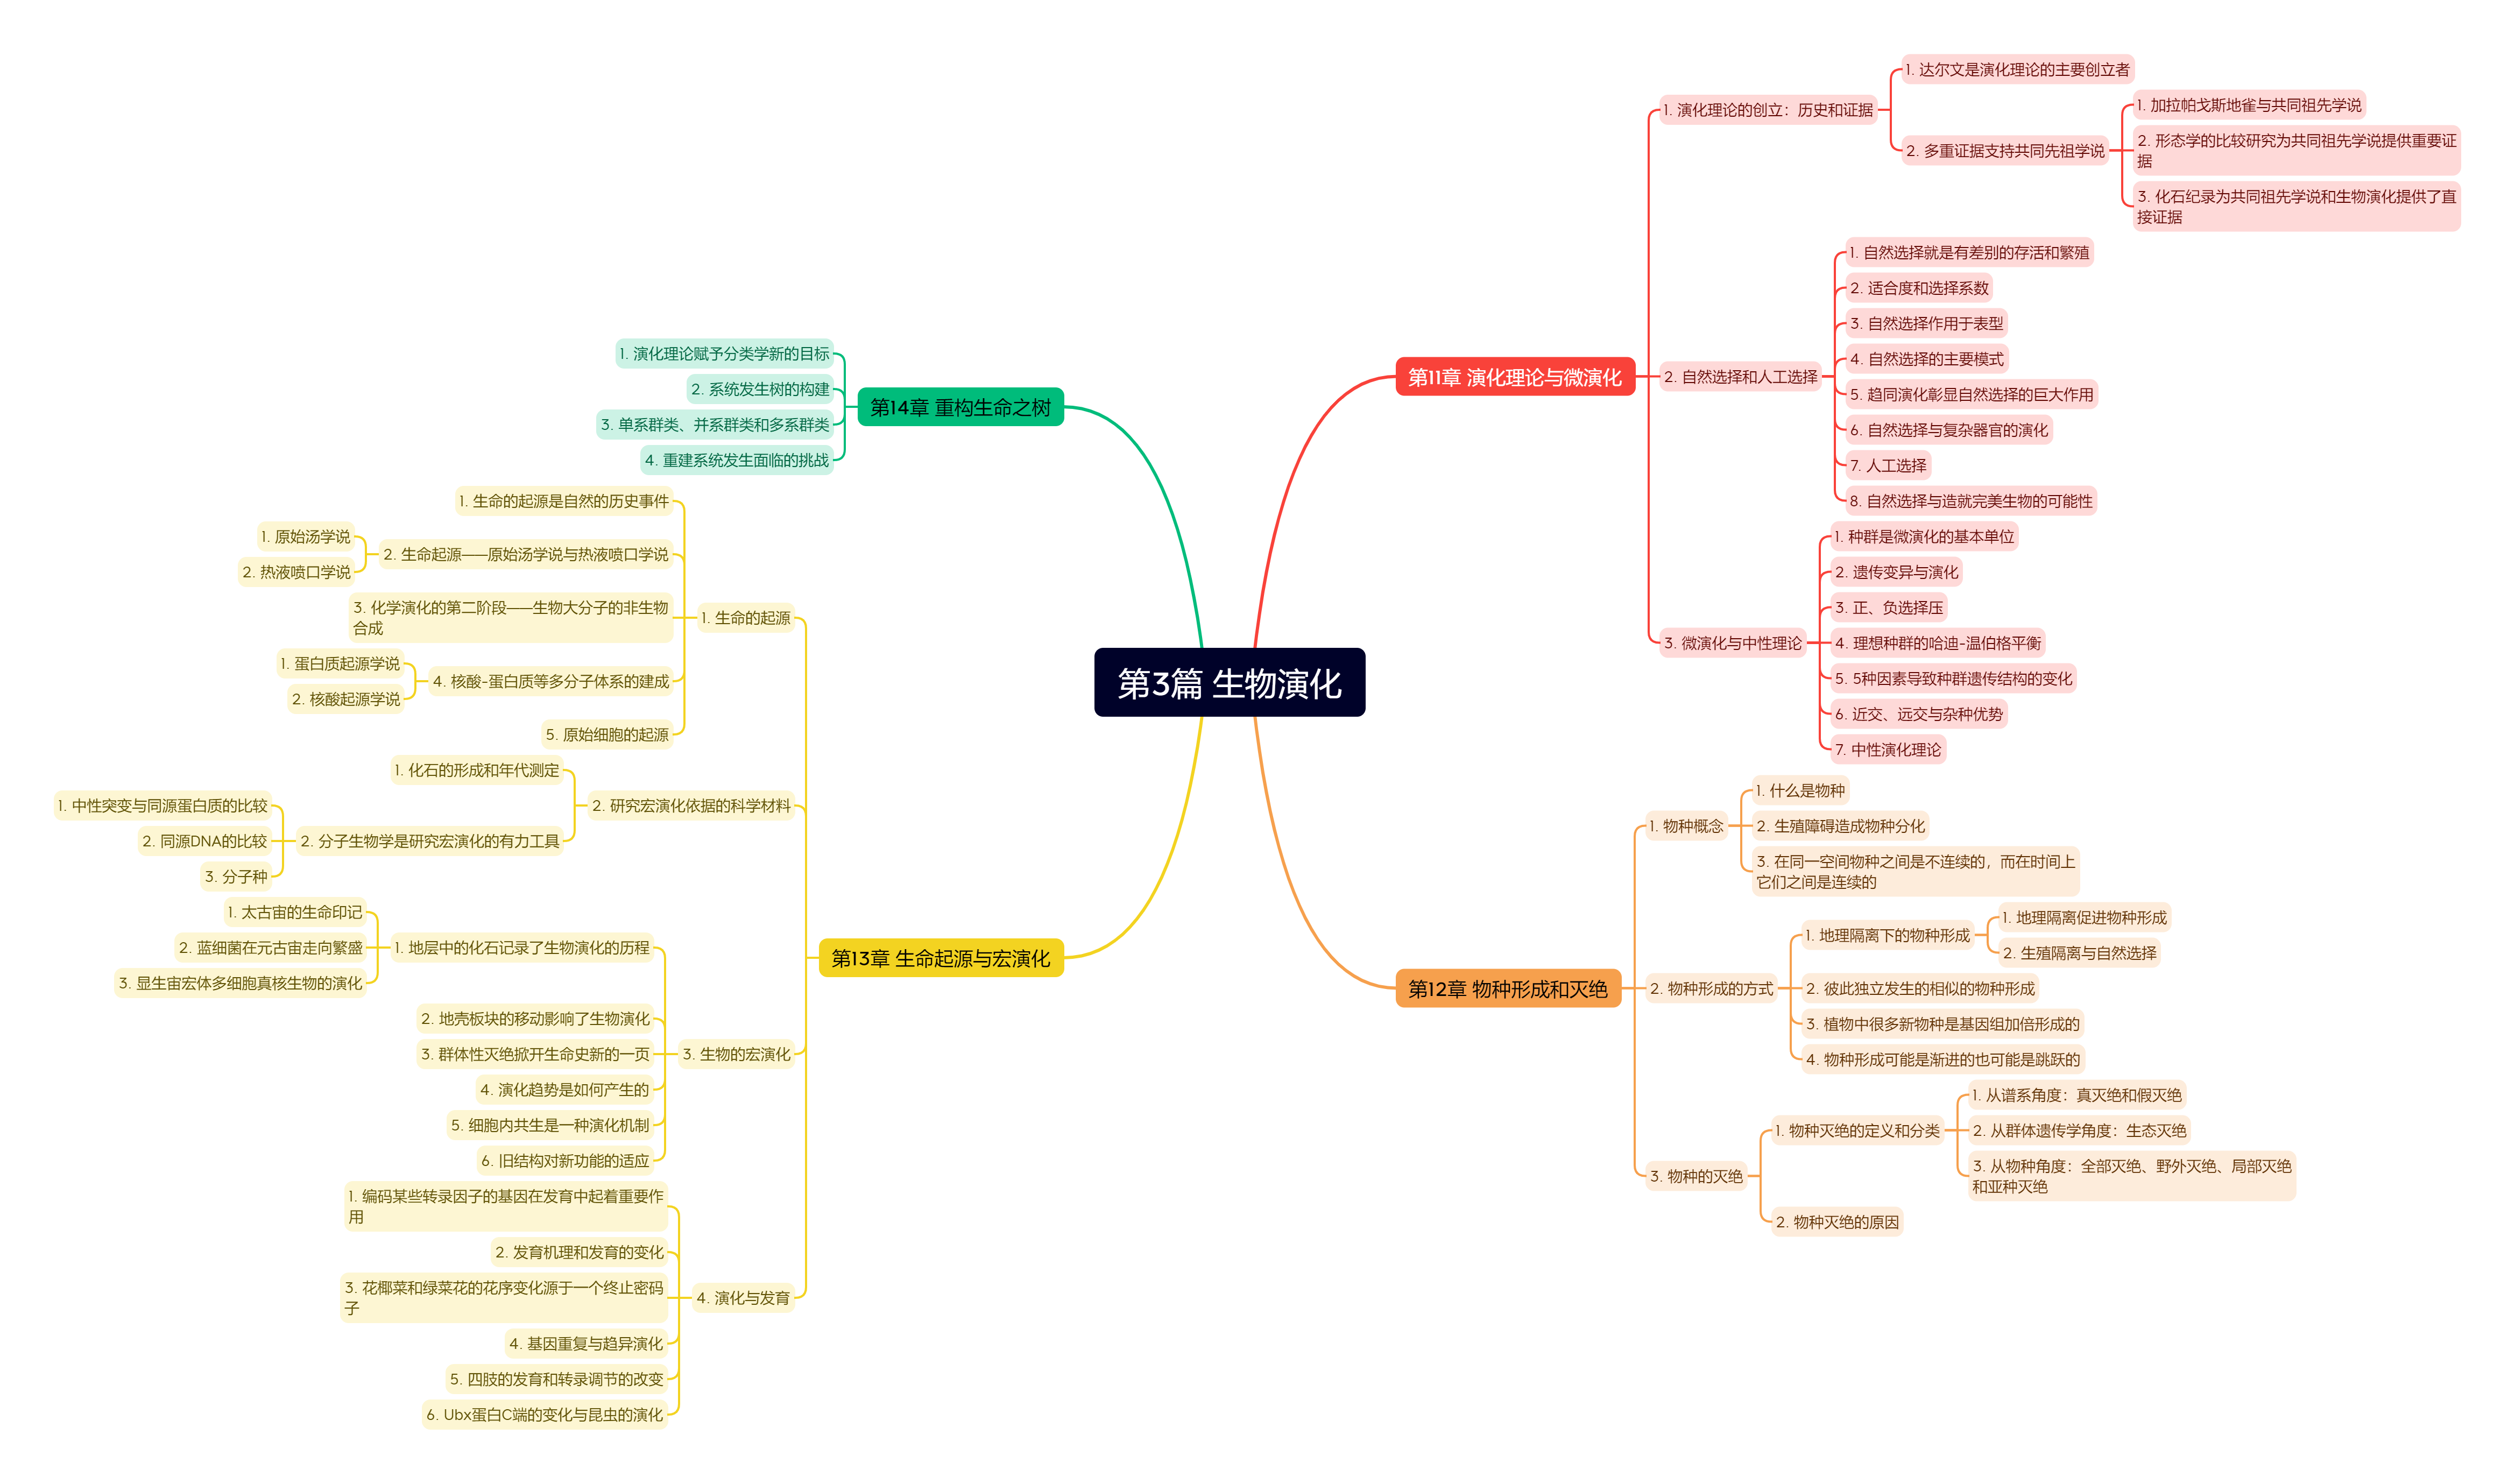 第3篇 生物演化
第11章 演化理论与微演化
1. 演化理论的创立：历史和证据
1. 达尔文是演化理论的主要创立者
2. 多重证据支持共同先祖学说
1. 加拉帕戈斯地雀与共同祖先学说
2. 形态学的比较研究为共同祖先学说提供重要证
据
3. 化石纪录为共同祖先学说和生物演化提供了直
接证据
2. 自然选择和人工选择
1. 自然选择就是有差别的存活和繁殖
2. 适合度和选择系数
3. 自然选择作用于表型
4. 自然选择的主要模式
5. 趋同演化彰显自然选择的巨大作用
6. 自然选择与复杂器官的演化
7. 人工选择
8. 自然选择与造就完美生物的可能性
3. 微演化与中性理论
1. 种群是微演化的基本单位
2. 遗传变异与演化
3. 正、负选择压
4. 理想种群的哈迪-温伯格平衡
5. 5种因素导致种群遗传结构的变化
6. 近交、远交与杂种优势
7. 中性演化理论
第12章 物种形成和灭绝
1. 物种概念
1. 什么是物种
2. 生殖障碍造成物种分化
3. 在同一空间物种之间是不连续的，而在时间上
它们之间是连续的
2. 物种形成的方式
1. 地理隔离下的物种形成
1. 地理隔离促进物种形成
2. 生殖隔离与自然选择
2. 彼此独立发生的相似的物种形成
3. 植物中很多新物种是基因组加倍形成的
4. 物种形成可能是渐进的也可能是跳跃的
3. 物种的灭绝
1. 物种灭绝的定义和分类
1. 从谱系角度：真灭绝和假灭绝
2. 从群体遗传学角度：生态灭绝
3. 从物种角度：全部灭绝、野外灭绝、局部灭绝
和亚种灭绝
2. 物种灭绝的原因
第13章 生命起源与宏演化
1. 生命的起源
1. 生命的起源是自然的历史事件
2. 生命起源——原始汤学说与热液喷口学说
1. 原始汤学说
2. 热液喷口学说
3. 化学演化的第二阶段——生物大分子的非生物
合成
4. 核酸-蛋白质等多分子体系的建成
1. 蛋白质起源学说
2. 核酸起源学说
5. 原始细胞的起源
2. 研究宏演化依据的科学材料
1. 化石的形成和年代测定
2. 分子生物学是研究宏演化的有力工具
1. 中性突变与同源蛋白质的比较
2. 同源DNA的比较
3. 分子种
3. 生物的宏演化
1. 地层中的化石记录了生物演化的历程
1. 太古宙的生命印记
2. 蓝细菌在元古宙走向繁盛
3. 显生宙宏体多细胞真核生物的演化
2. 地壳板块的移动影响了生物演化
3. 群体性灭绝掀开生命史新的一页
4. 演化趋势是如何产生的
5. 细胞内共生是一种演化机制
6. 旧结构对新功能的适应
4. 演化与发育
1. 编码某些转录因子的基因在发育中起着重要作
用
2. 发育机理和发育的变化
3. 花椰菜和绿菜花的花序变化源于一个终止密码
子
4. 基因重复与趋异演化
5. 四肢的发育和转录调节的改变
6. Ubx蛋白C端的变化与昆虫的演化
第14章 重构生命之树
1. 演化理论赋予分类学新的目标
2. 系统发生树的构建
3. 单系群类、并系群类和多系群类
4. 重建系统发生面临的挑战